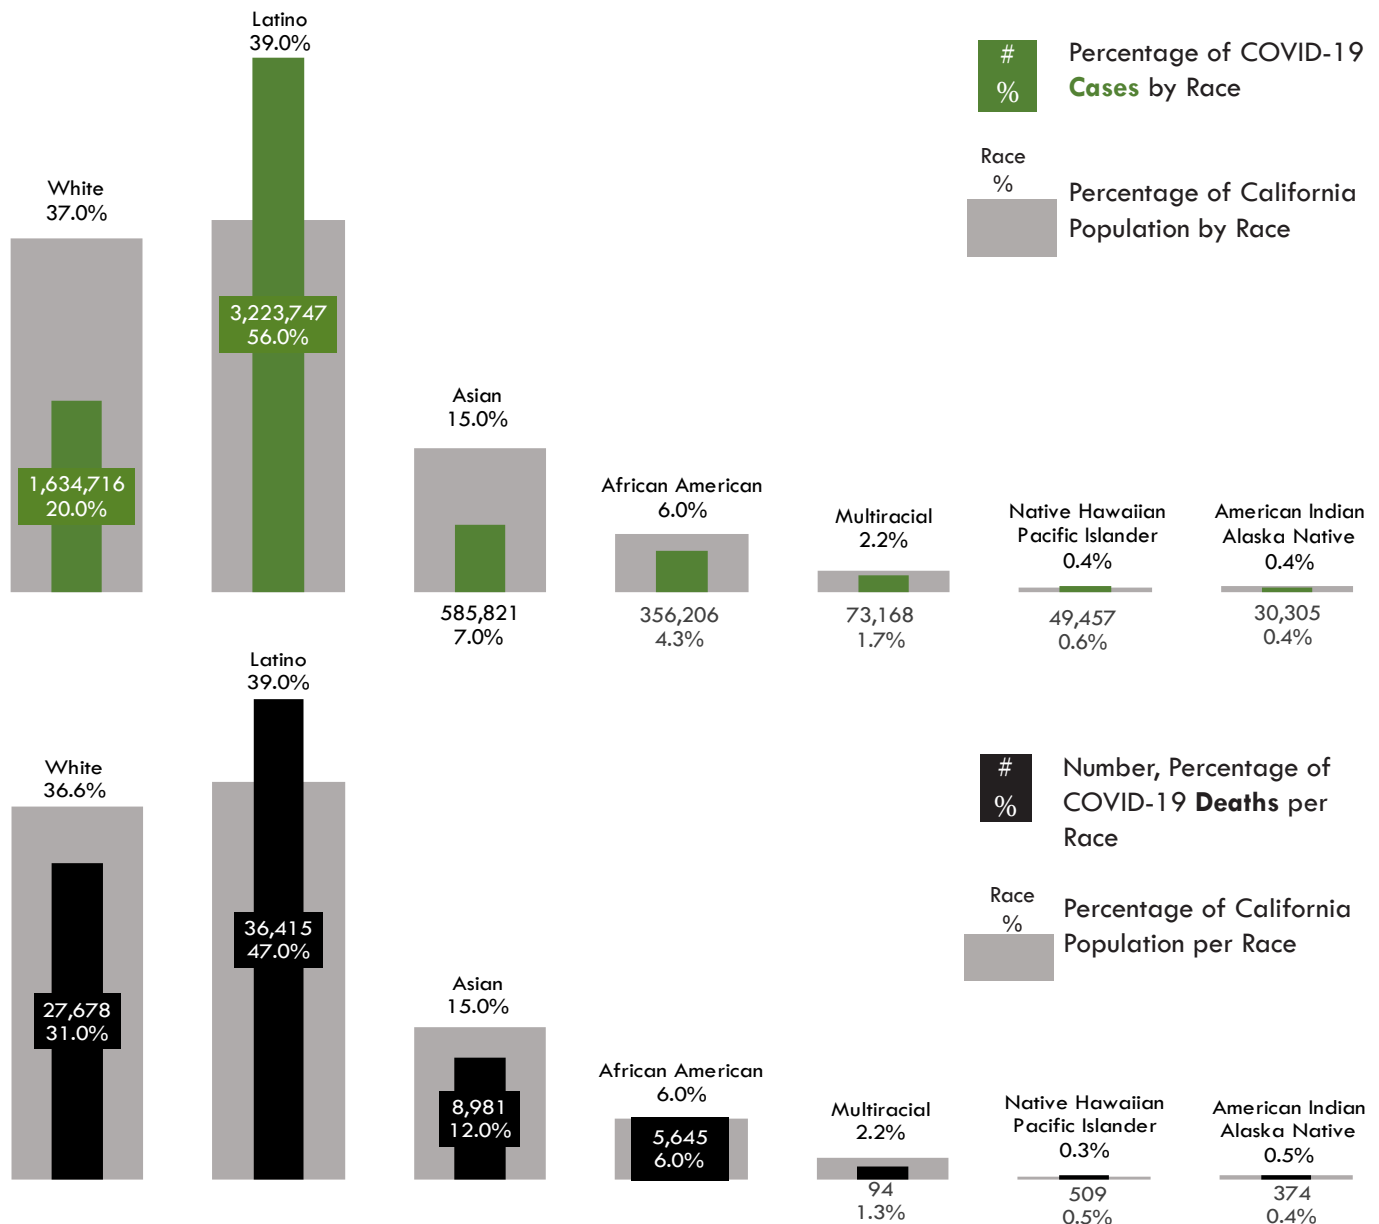 Latino
39.0%
#
%
Percentage of COVID-19
Cases by Race
Race
%
Percentage of California
Population by Race
White
37.0%
3,223,747
56.0%
Asian
15.0%
1,634,716
20.0%
African American
6.0%
Multiracial
2.2%
Native Hawaiian
Pacific Islander
0.4%
American Indian
Alaska Native
0.4%
585,821
7.0%
356,206
4.3%
73,168
1.7%
49,457
0.6%
30,305
0.4%
Latino
39.0%
#
%
Number, Percentage of
COVID-19 Deaths per
Race
Race
%
Percentage of California
Population per Race
White
36.6%
36,415
47.0%
Asian
15.0%
27,678
31.0%
8,981
12.0%
African American
6.0%
5,645
6.0%
Multiracial
2.2%
Native Hawaiian
Pacific Islander
0.3%
American Indian
Alaska Native
0.5%
94
1.3%
509
0.5%
374
0.4%